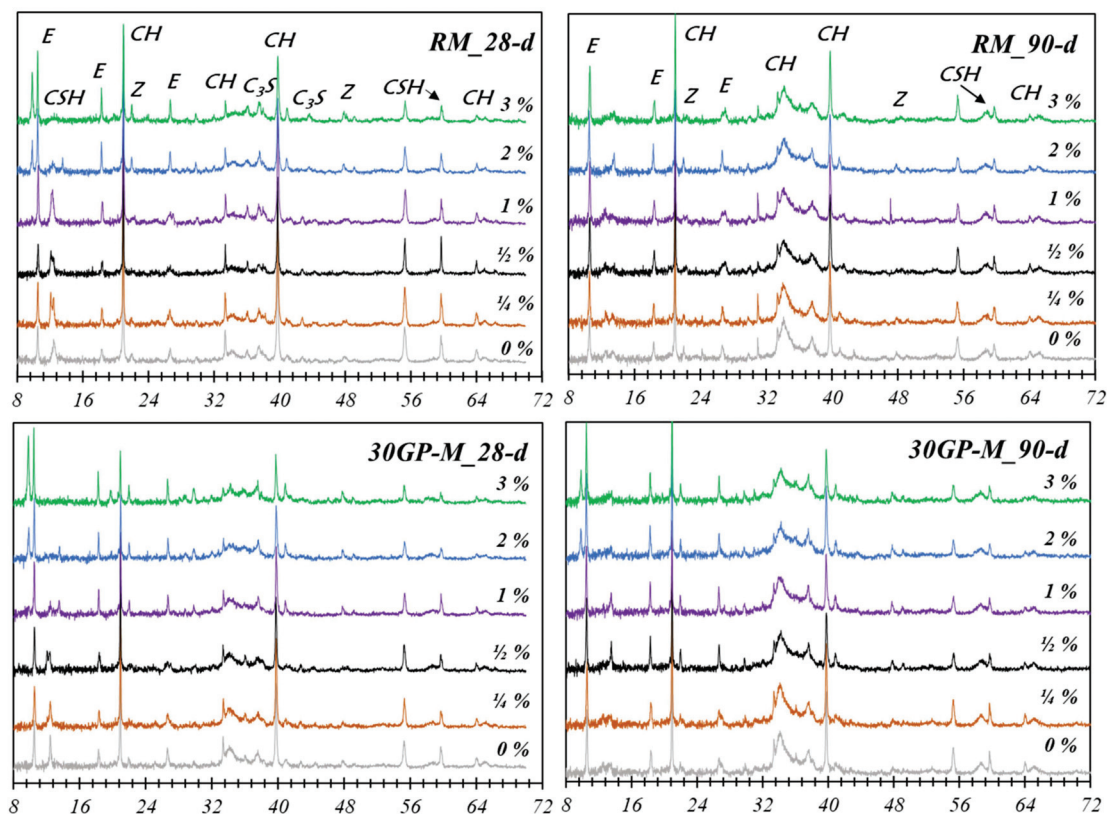 RM_28-d
E CH CH
E Z E CH C₃S C₃S Z CSH CH
CSH
3 %
2 %
1 %
½ %
¼ %
0 %
8 16 24 32 40 48 56 64 72
RM_90-d
E CH CH CH
E Z E Z CSH CH
3 %
2 %
1 %
½ %
¼ %
0 %
8 16 24 32 40 48 56 64 72
30GP-M_28-d
3 %
2 %
1 %
½ %
¼ %
0 %
8 16 24 32 40 48 56 64 72
30GP-M_90-d
3 %
2 %
1 %
½ %
¼ %
0 %
8 16 24 32 40 48 56 64 72